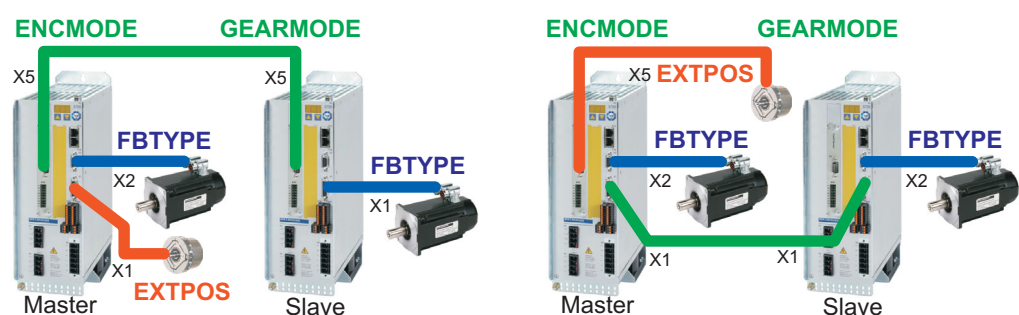 ENCMODE GEARMODE
X5 X5
FBTYPE
X2
FBTYPE
X1
X1
EXTPOS
Master Slave
ENCMODE GEARMODE
X5 EXTPOS
FBTYPE FBTYPE
X2 X2
X1 X1
Master Slave